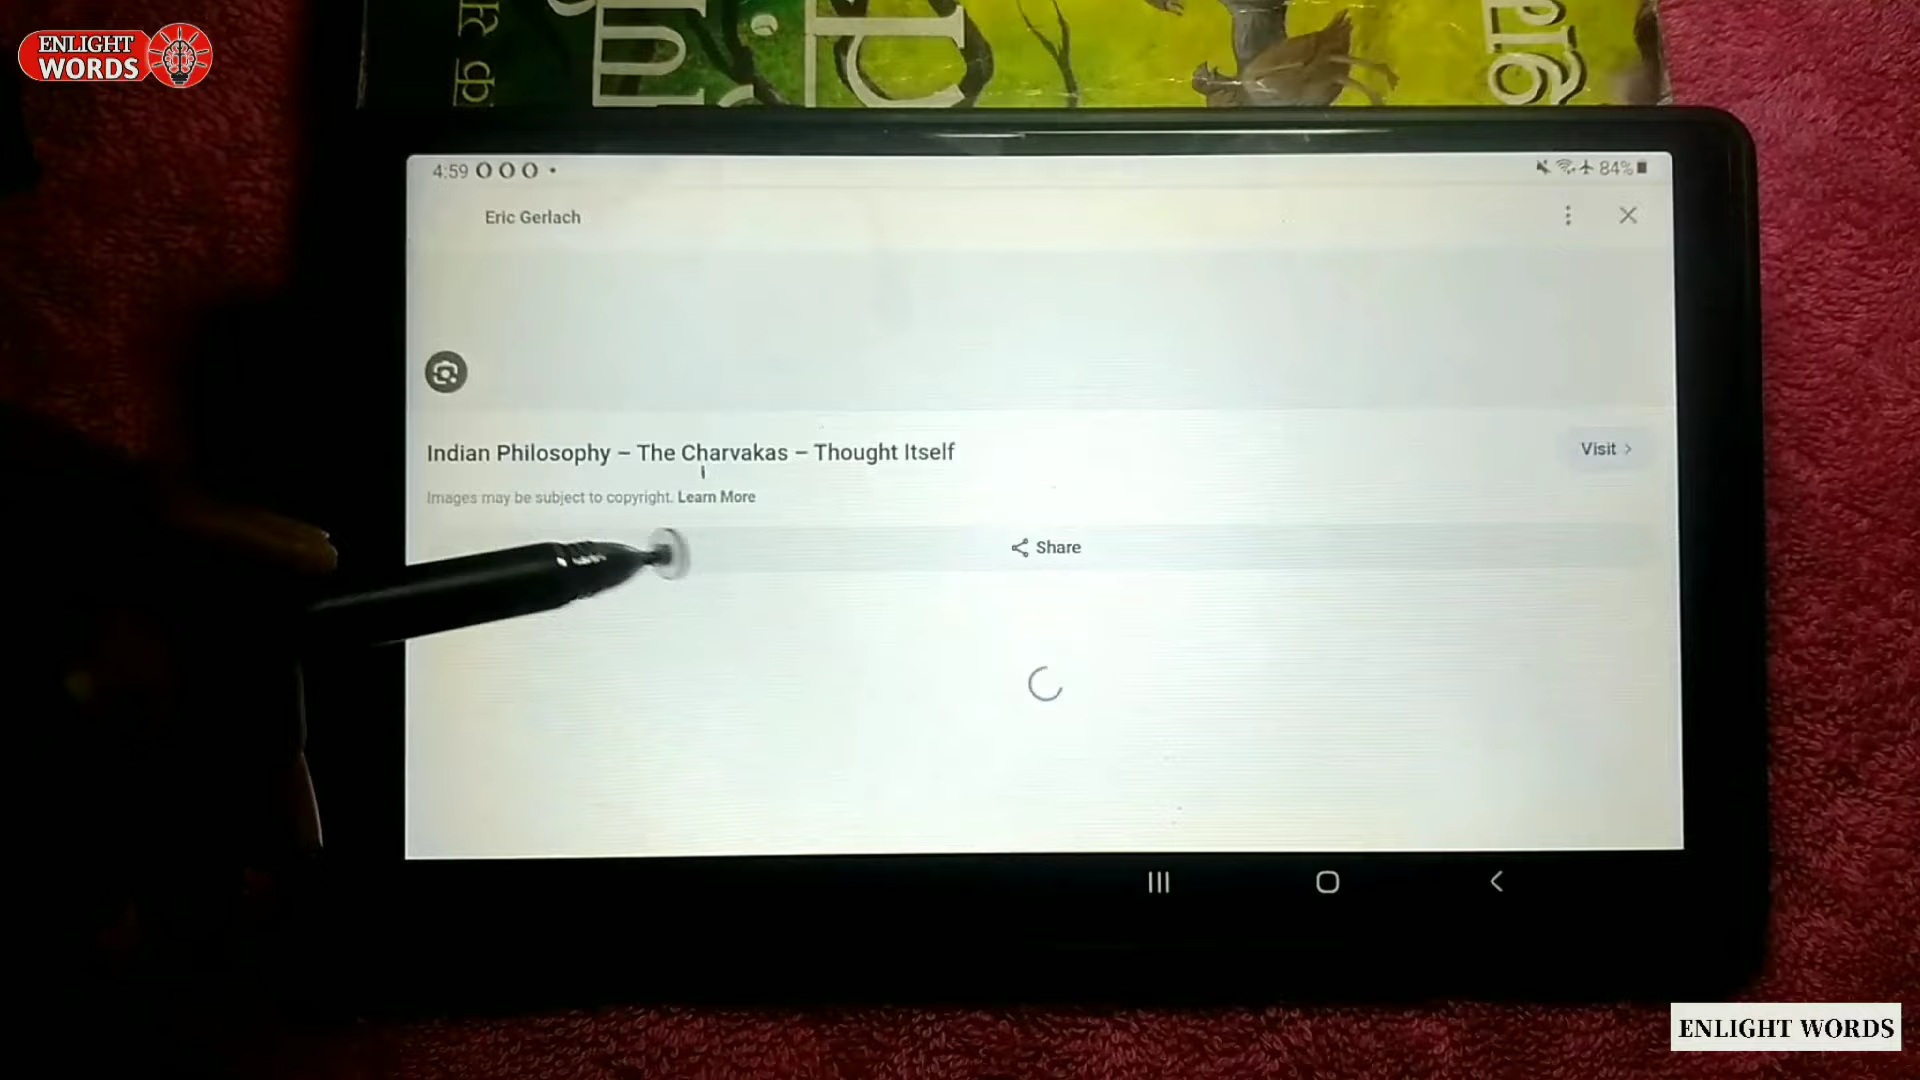 ENLIGHT
WORDS
4:59
84%
Eric Gerlach
Indian Philosophy – The Charvakas – Thought Itself
Visit
Images may be subject to copyright. Learn More
Share
ENLIGHT WORDS